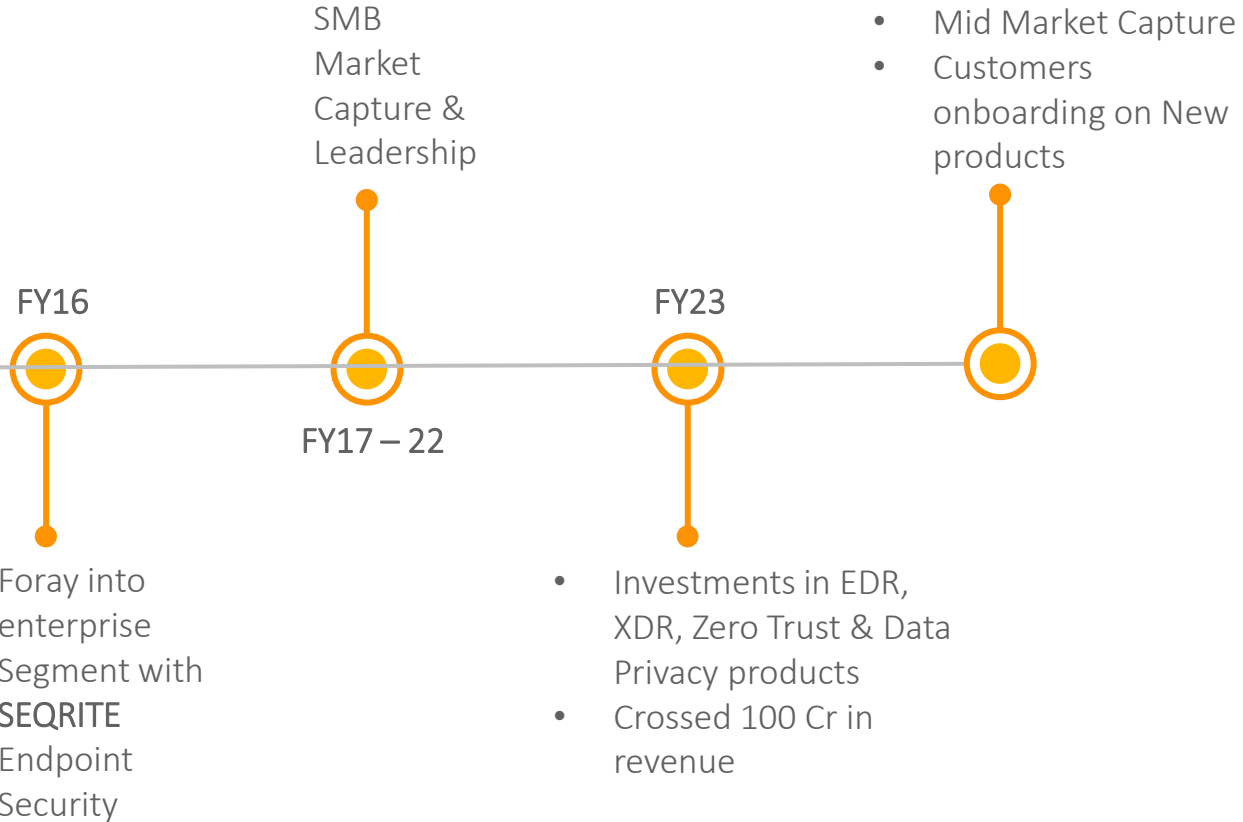 SMB
Market
Capture &
Leadership
• Mid Market Capture
• Customers
onboarding on New
products
FY16
FY23
FY17 – 22
Foray into
enterprise
Segment with
SEQRITE
Endpoint
Security
• Investments in EDR,
XDR, Zero Trust & Data
Privacy products
• Crossed 100 Cr in
revenue